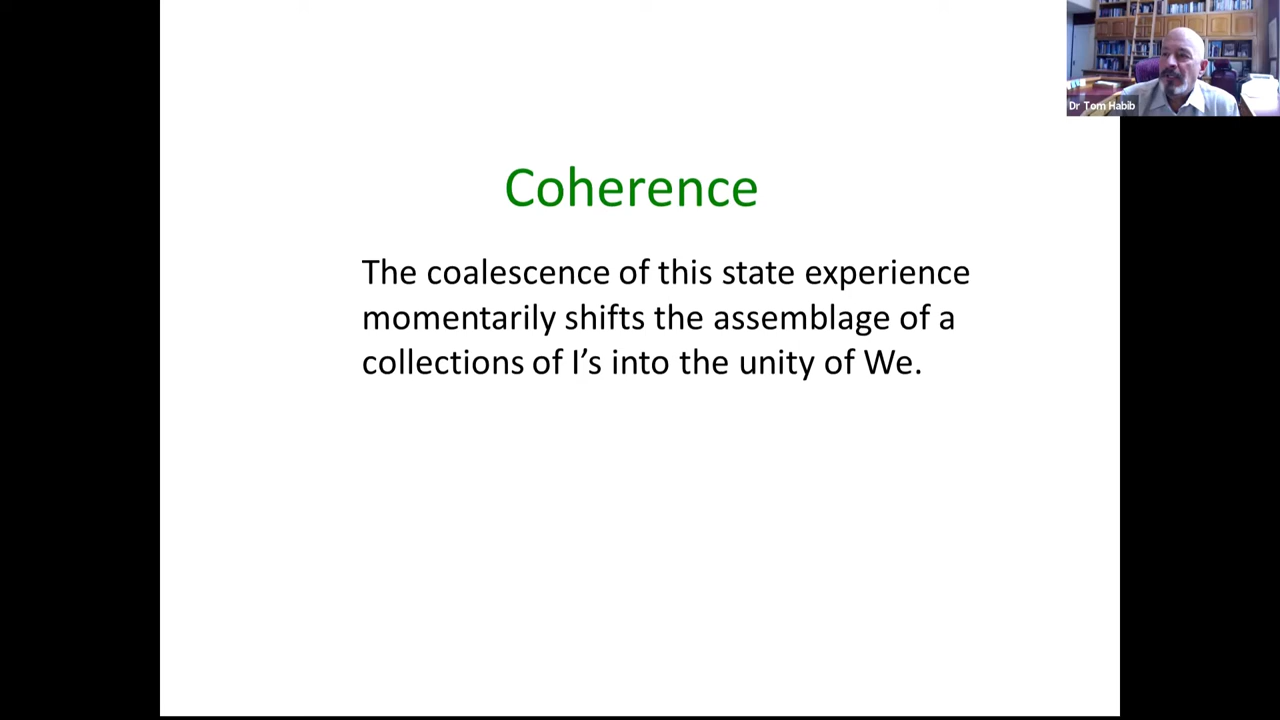 Dr Tom Habib
Coherence
The coalescence of this state experience
momentarily shifts the assemblage of a
collections of I’s into the unity of We.